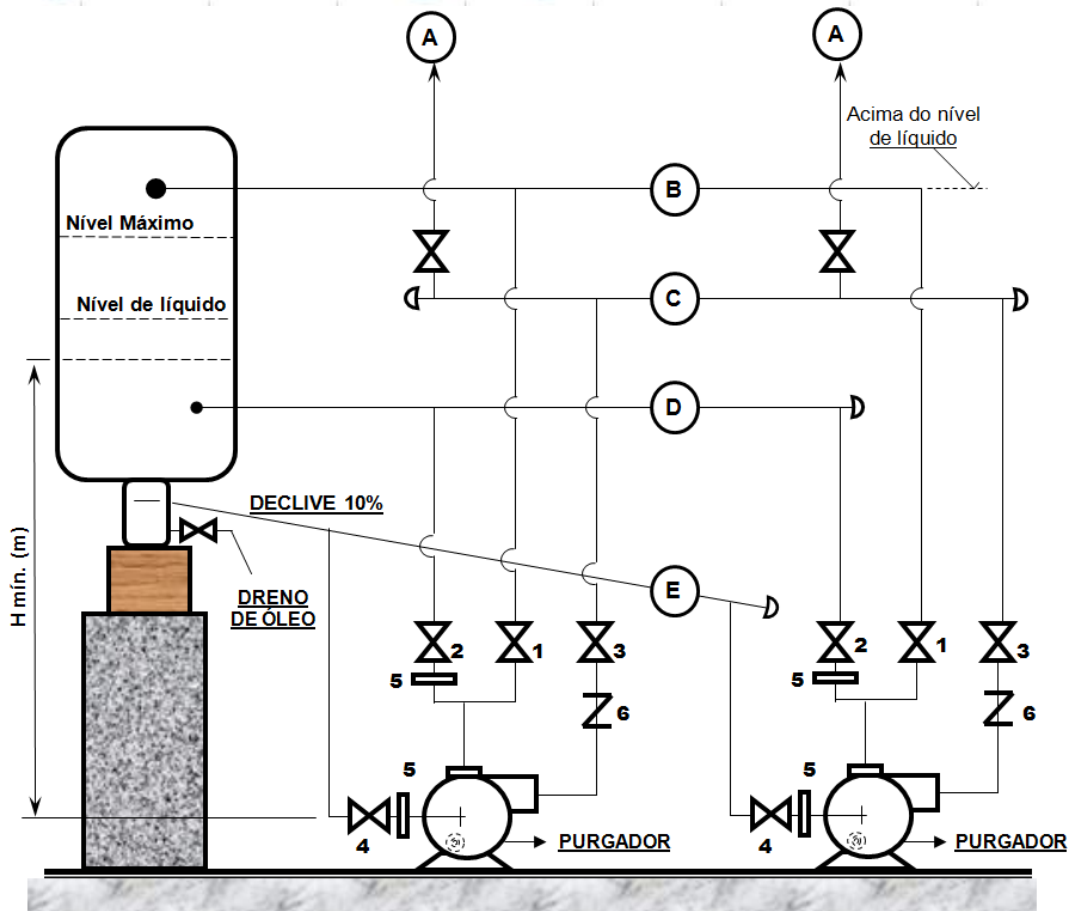 A
A
Acima do nível
de líquido
B
Nível Máximo
Nível de líquido
C
D
DECLIVE 10%
E
H mín. (m)
DRENO
DE ÓLEO
2
1
3
2
1
3
5
5
6
6
5
5
4
PURGADOR
4
PURGADOR